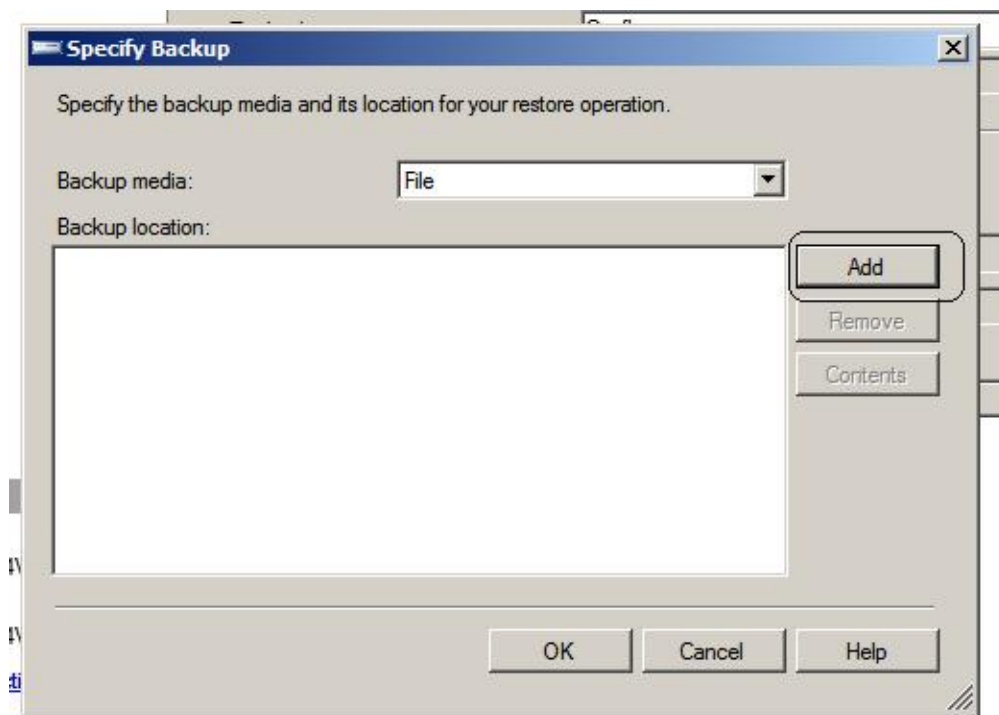 Specify Backup
Specify the backup media and its location for your restore operation.
Backup media:
File
Backup location:
Add
Remove
Contents
OK
Cancel
Help